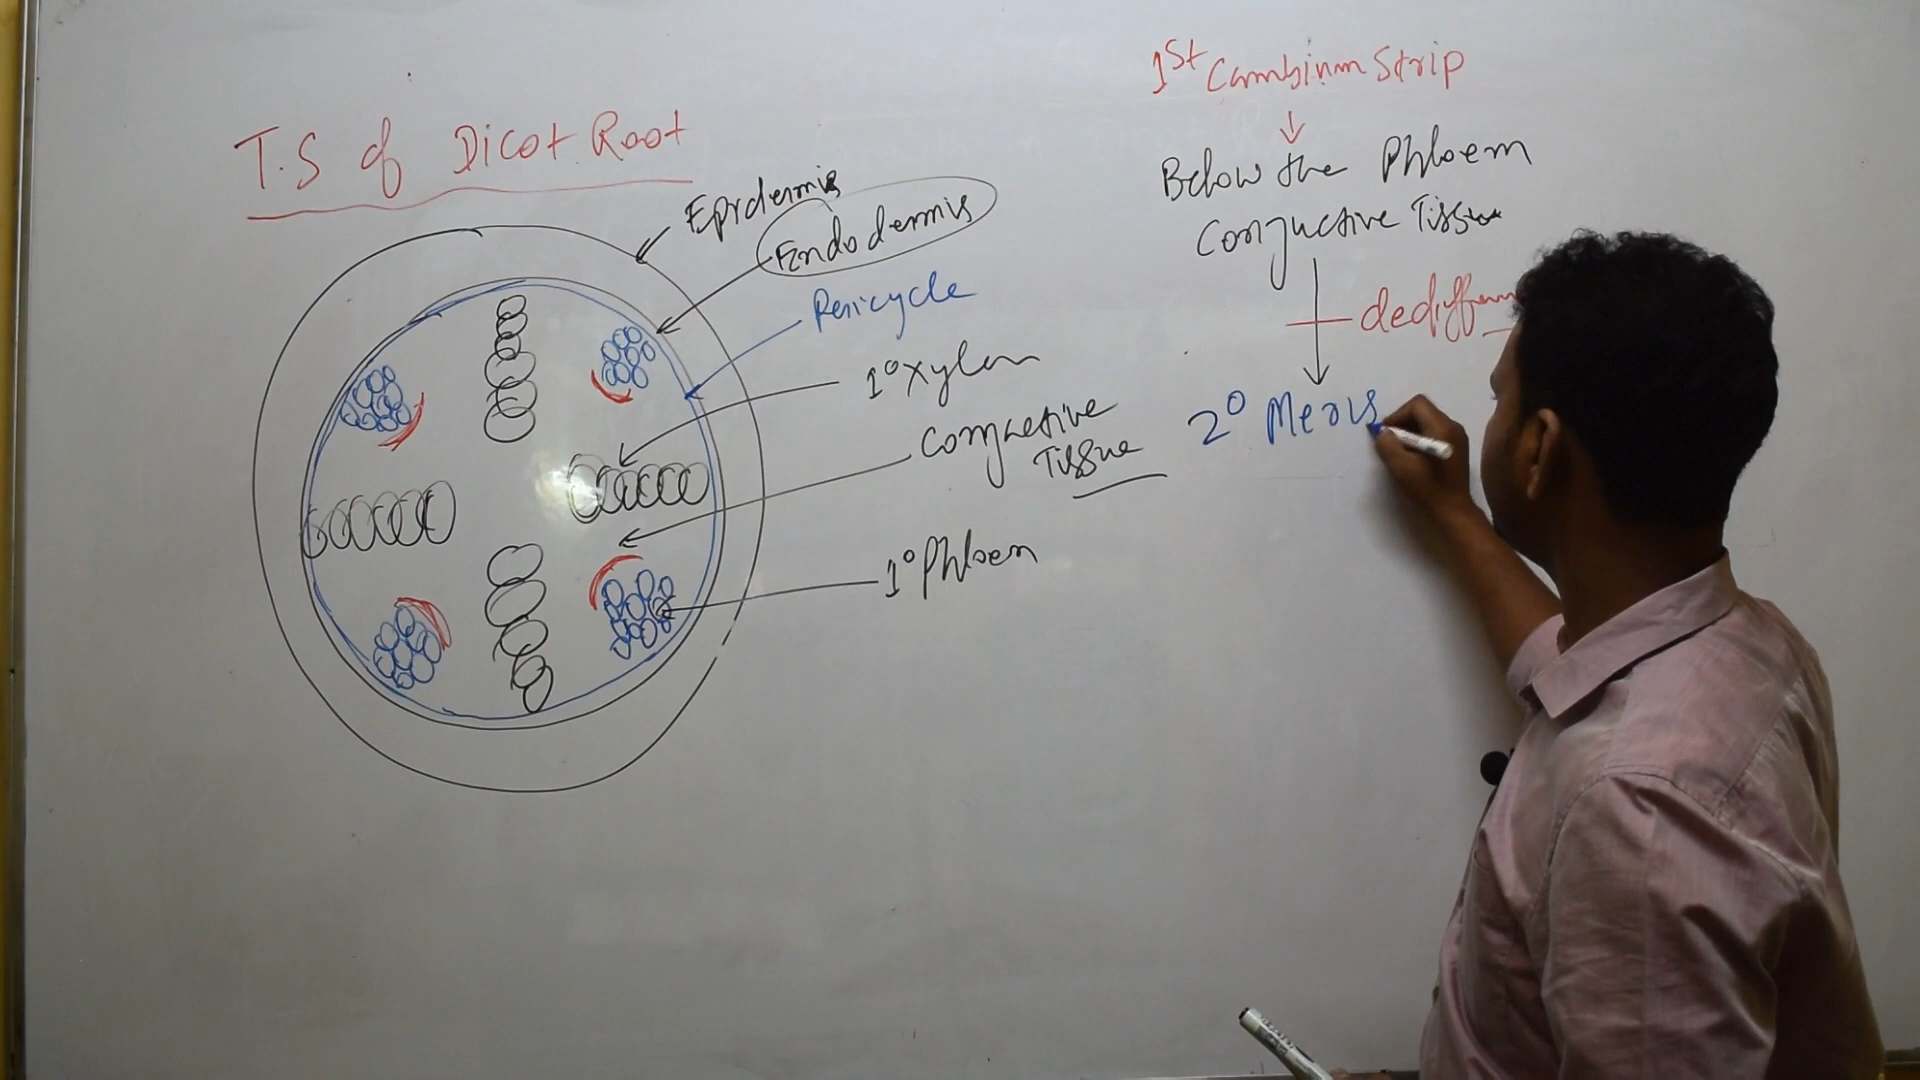 T.S of Dicot Root
Epidermis
Endodermis
Pericycle
1° Xylem
Conjuctive
Tissue
1° Phloem
1st Cambium Strip
Below the Phloem
Conjuctive Tissue
2° Meris